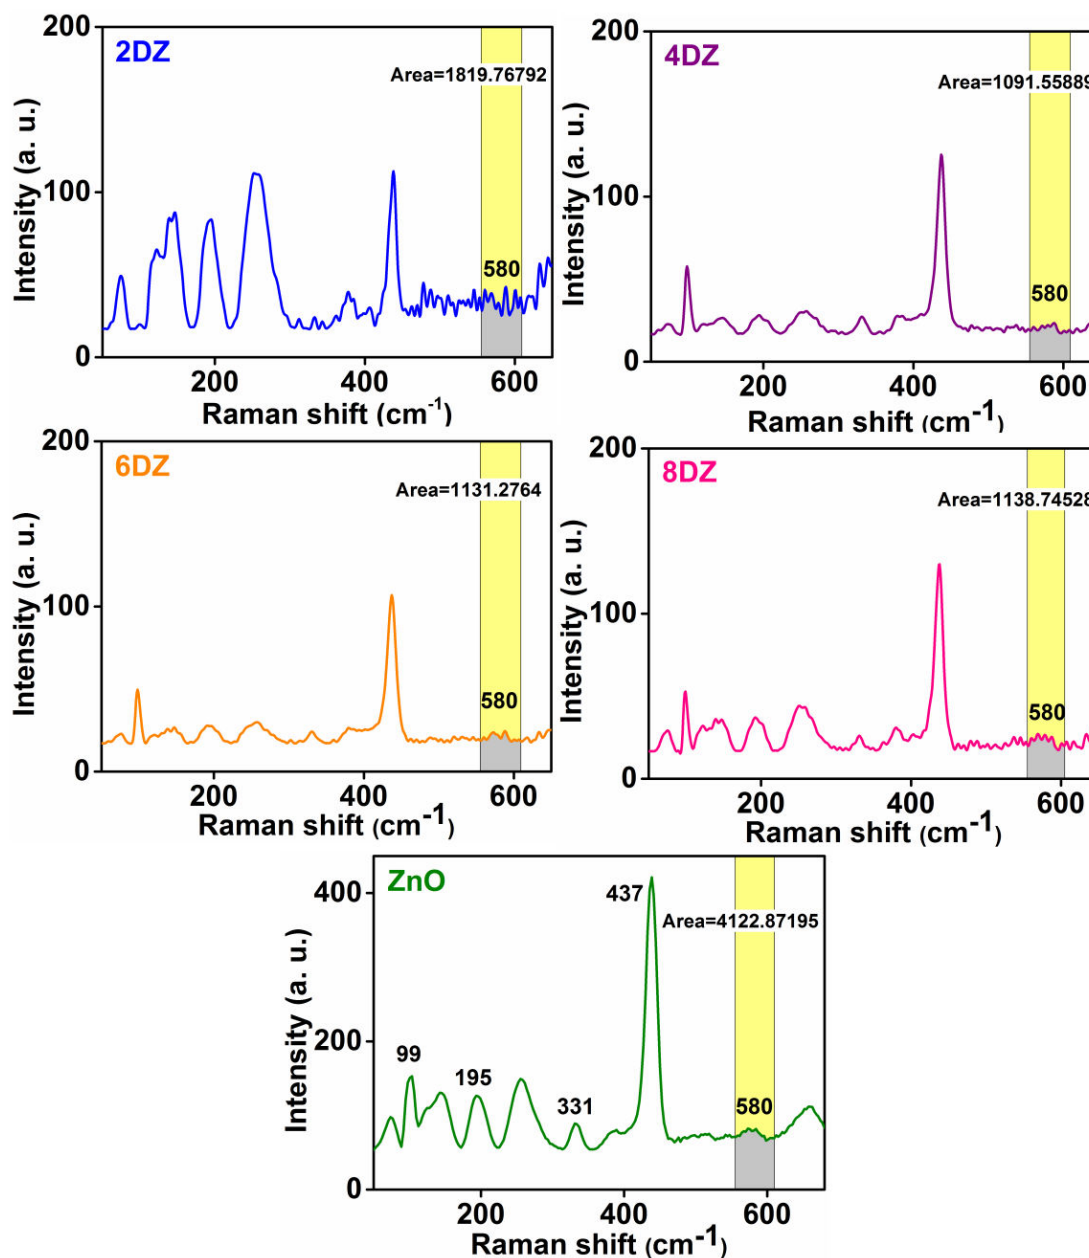 2DZ
Area=1819.76792
580
200
100
0
200
400
600
Intensity (a. u.)
Raman shift (cm-1)
4DZ
Area=1091.55889
580
200
100
0
200
400
600
Intensity (a. u.)
Raman shift (cm-1)
6DZ
Area=1131.2764
580
200
100
0
200
400
600
Intensity (a. u.)
Raman shift (cm-1)
8DZ
Area=1138.74528
580
200
100
0
200
400
600
Intensity (a. u.)
Raman shift (cm-1)
ZnO
437
Area=4122.87195
99
195
331
580
400
200
0
200
400
600
Intensity (a. u.)
Raman shift (cm-1)